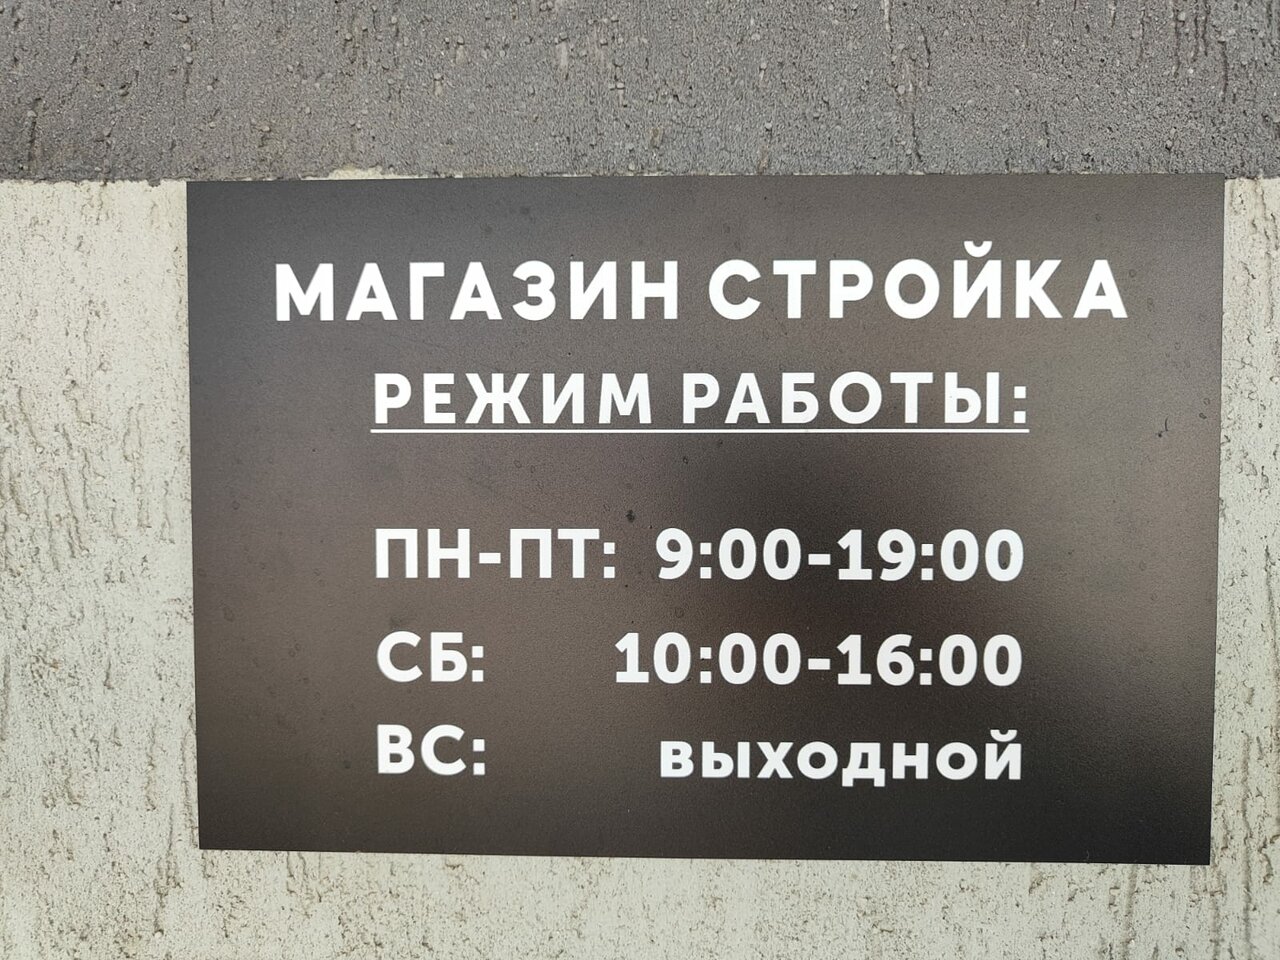 МАГАЗИН СТРОЙКА
РЕЖИМ РАБОТЫ:
ПН-ПТ: 9:00-19:00
СБ: 10:00-16:00
ВС: выходной